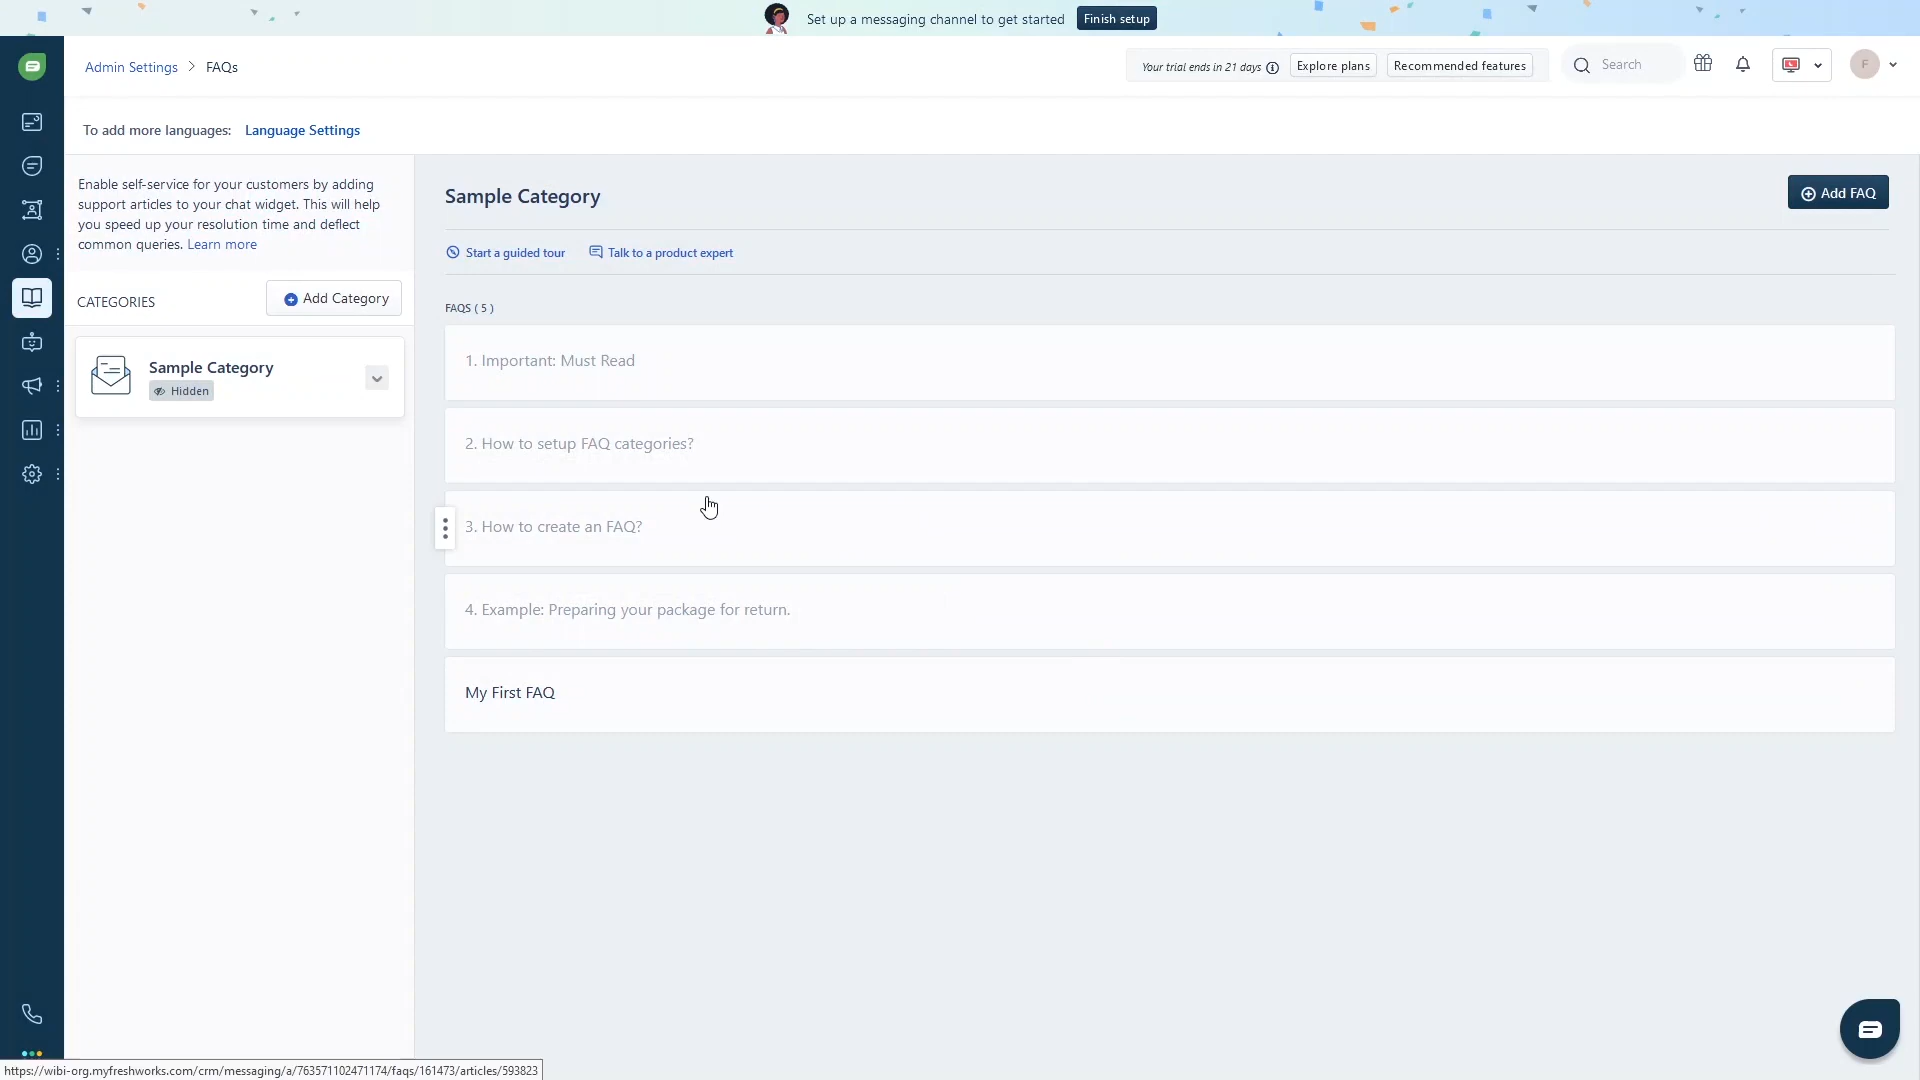 Set up a messaging channel to get started
Finish setup
Admin Settings > FAQs
Your trial ends in 21 days
Explore plans
Recommended features
Search
F
To add more languages: Language Settings
Enable self-service for your customers by adding
support articles to your chat widget. This will help
you speed up your resolution time and deflect
common queries. Learn more
CATEGORIES
Add Category
Sample Category
Hidden
Sample Category
Add FAQ
Start a guided tour
Talk to a product expert
FAQS ( 5 )
1. Important: Must Read
2. How to setup FAQ categories?
3. How to create an FAQ?
4. Example: Preparing your package for return.
My First FAQ
https://wibi-org.myfreshworks.com/crm/messaging/a/763571102471174/faqs/161473/articles/593823